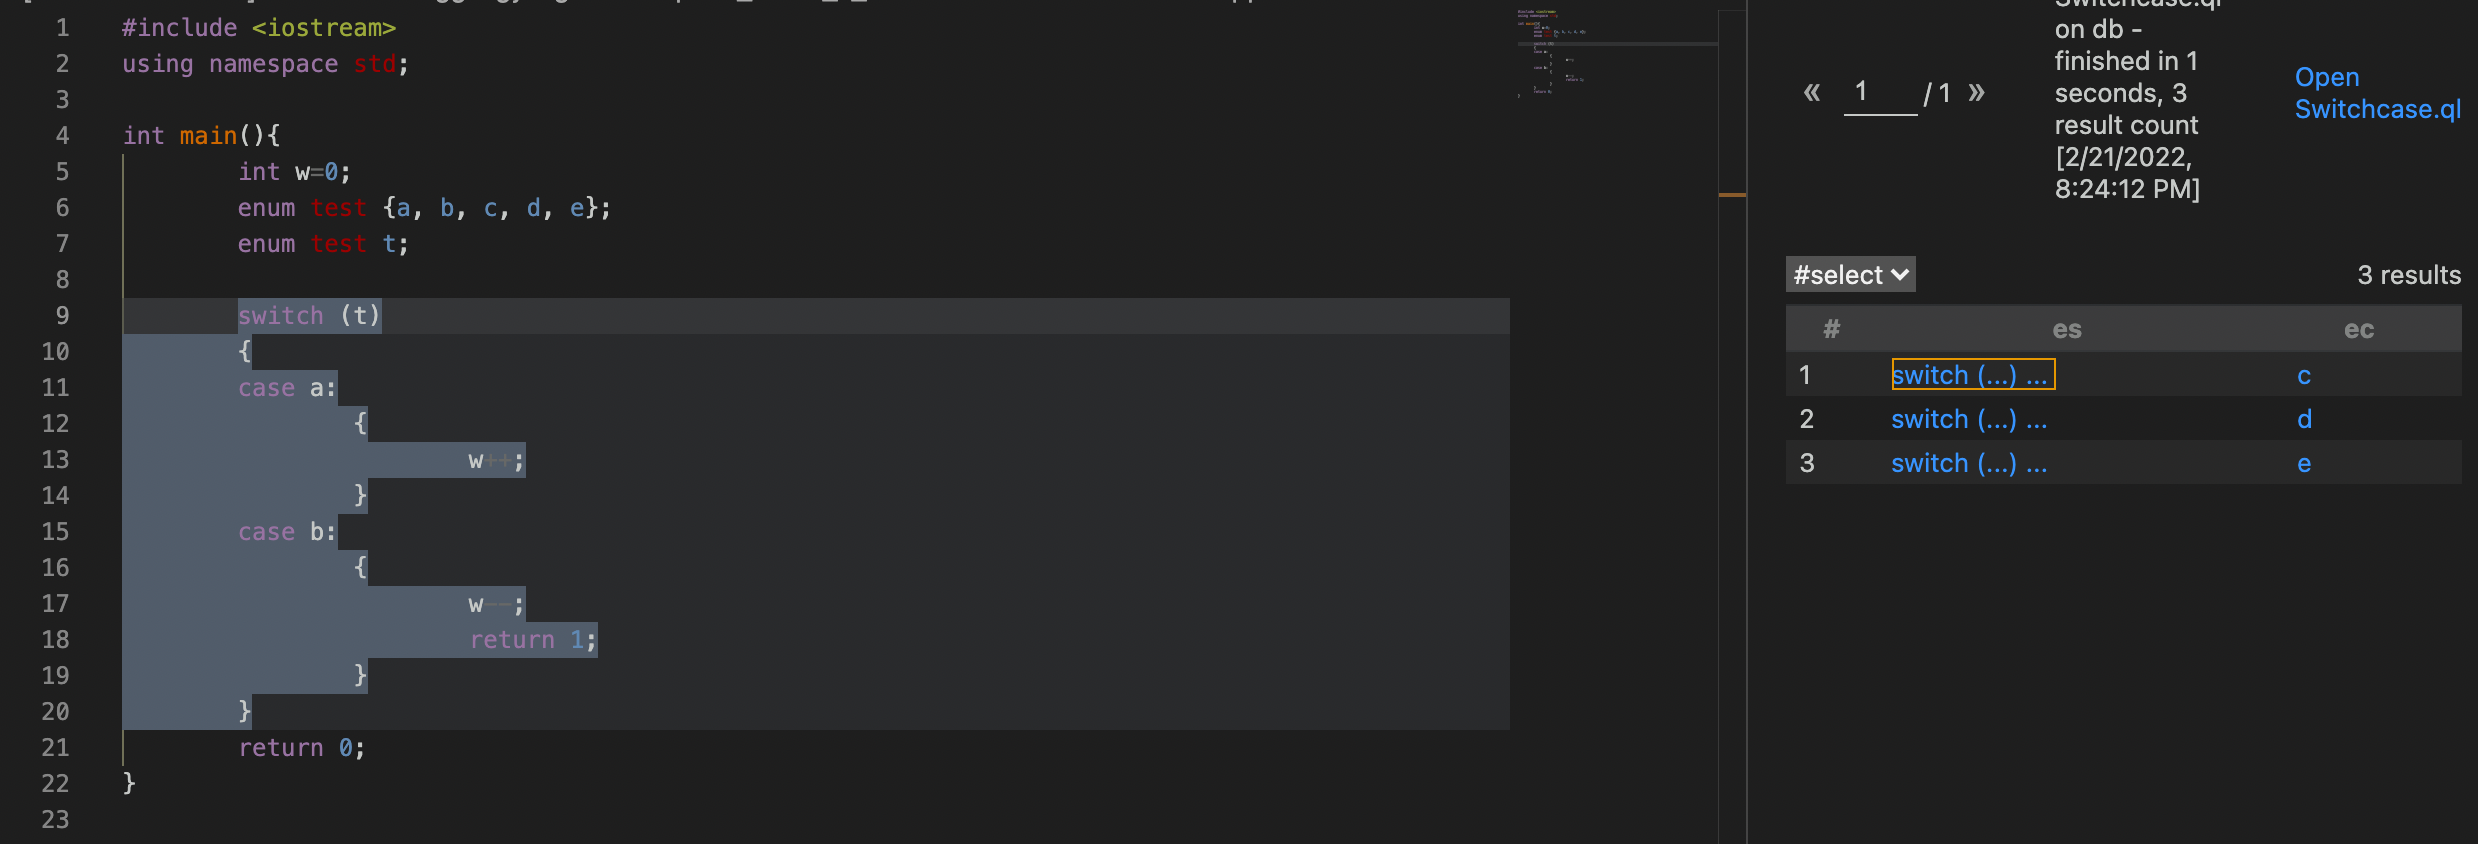 1 #include <iostream>
2 using namespace std;
3
4 int main(){
5 int w=0;
6 enum test {a, b, c, d, e};
7 enum test t;
8
9 switch (t)
10 {
11 case a:
12 {
13 w++;
14 }
15 case b:
16 {
17 w--;
18 return 1;
19 }
20 }
21 return 0;
22 }
23
« 1 / 1 »
Switchcase.ql
on db -
finished in 1
seconds, 3
result count
[2/21/2022,
8:24:12 PM]
Open
Switchcase.ql
#select 3 results
# es ec
1 switch (...) ... c
2 switch (...) ... d
3 switch (...) ... e